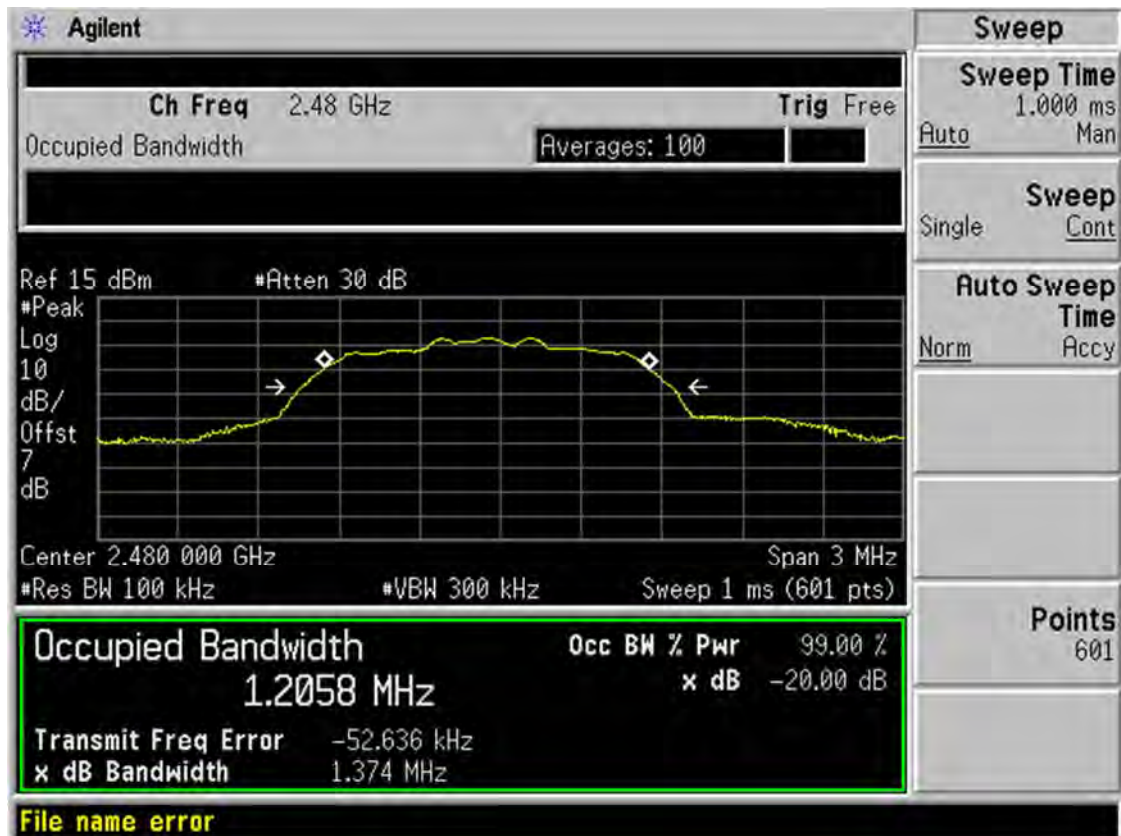 Agilent
Sweep
Ch Freq 2.48 GHz Trig Free
Occupied Bandwidth Averages: 100
Sweep Time
1.000 ms
Auto Man
Sweep
Single Cont
Auto Sweep
Time
Norm Accy
Points
601
Ref 15 dBm #Atten 30 dB
#Peak
Log
10
dB/
Offst
7
dB
Center 2.480 000 GHz Span 3 MHz
#Res BW 100 kHz #VBW 300 kHz Sweep 1 ms (601 pts)
Occupied Bandwidth Occ BW % Pwr 99.00 %
1.2058 MHz x dB -20.00 dB
Transmit Freq Error -52.636 kHz
x dB Bandwidth 1.374 MHz
File name error